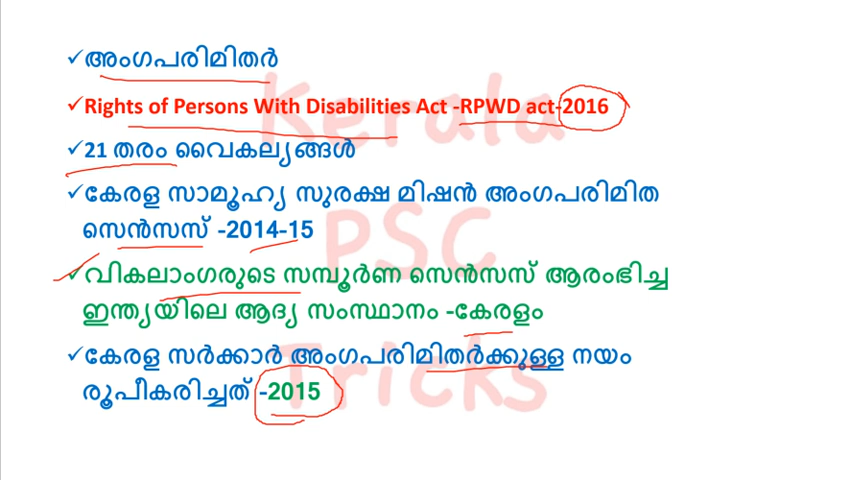 ✓അംഗപരിമിതർ
✓Rights of Persons With Disabilities Act -RPWD act-2016
✓21 തരം വൈകല്യങ്ങൾ
✓കേരള സാമൂഹ്യ സുരക്ഷ മിഷൻ അംഗപരിമിത
സെൻസസ് -2014-15
✓വികലാംഗരുടെ സമ്പൂർണ സെൻസസ് ആരംഭിച്ച
ഇന്ത്യയിലെ ആദ്യ സംസ്ഥാനം -കേരളം
✓കേരള സർക്കാർ അംഗപരിമിതർക്കുള്ള നയം
രൂപീകരിച്ചത് -2015
Kerala
PSC
Tricks